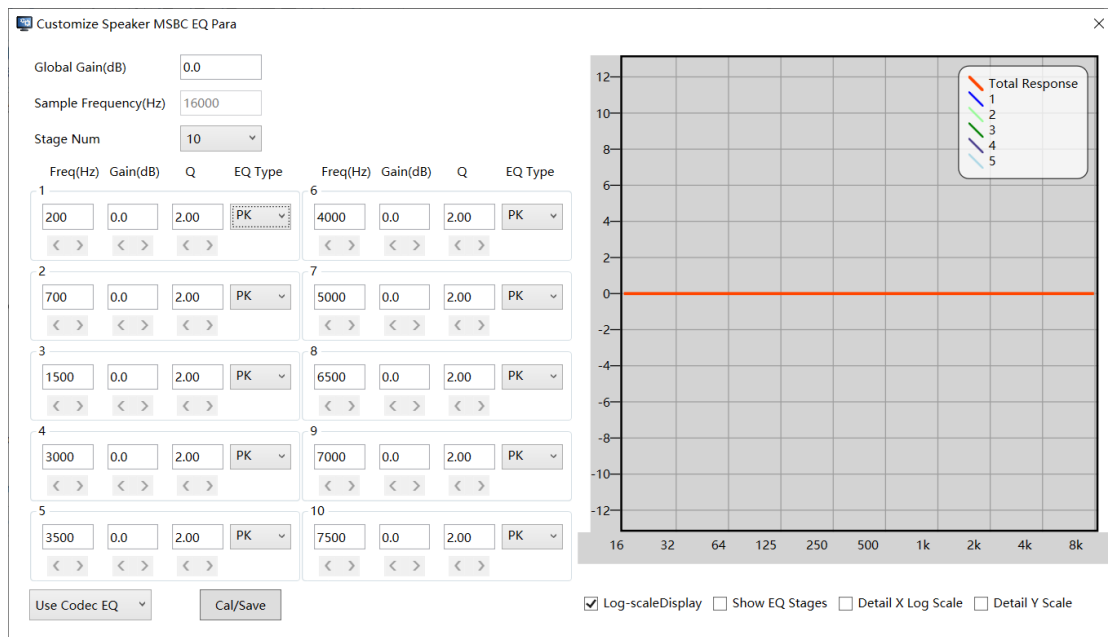 Customize Speaker MSBC EQ Para
Global Gain(dB) 0.0
Sample Frequency(Hz) 16000
Stage Num 10
Freq(Hz) Gain(dB) Q EQ Type Freq(Hz) Gain(dB) Q EQ Type
1 6
200 0.0 2.00 PK 4000 0.0 2.00 PK
2 7
700 0.0 2.00 PK 5000 0.0 2.00 PK
3 8
1500 0.0 2.00 PK 6500 0.0 2.00 PK
4 9
3000 0.0 2.00 PK 7000 0.0 2.00 PK
5 10
3500 0.0 2.00 PK 7500 0.0 2.00 PK
Use Codec EQ Cal/Save
12
10
8
6
4
2
0
-2
-4
-6
-8
-10
-12
Total Response
1
2
3
4
5
16 32 64 125 250 500 1k 2k 4k 8k
Log-scaleDisplay Show EQ Stages Detail X Log Scale Detail Y Scale